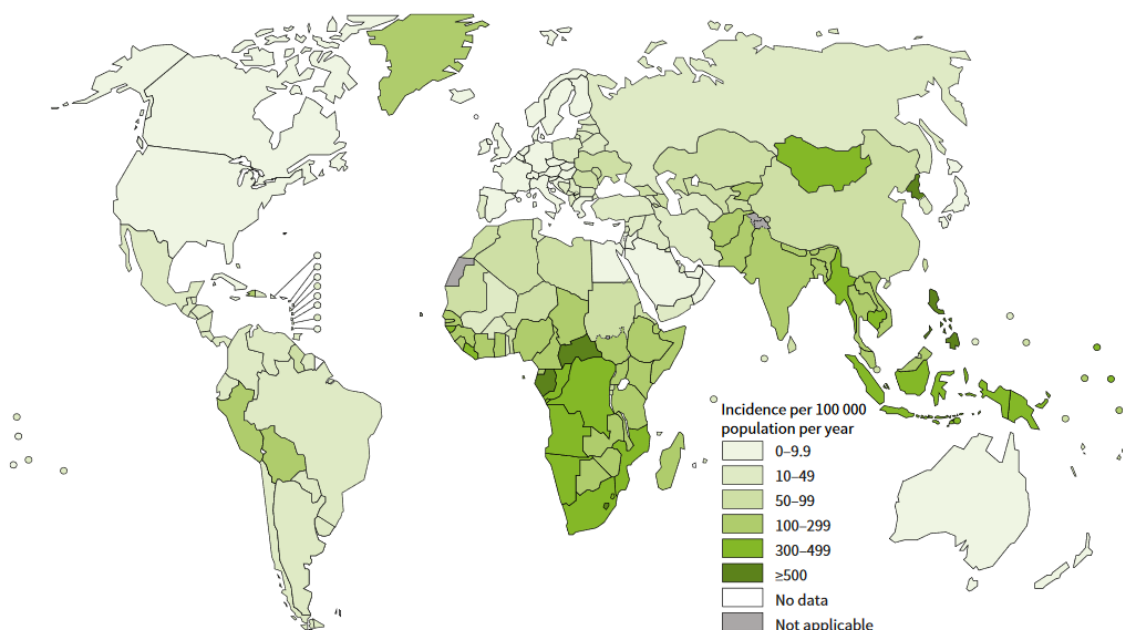 Incidence per 100 000
population per year
0–9.9
10–49
50–99
100–299
300–499
≥500
No data
Not applicable